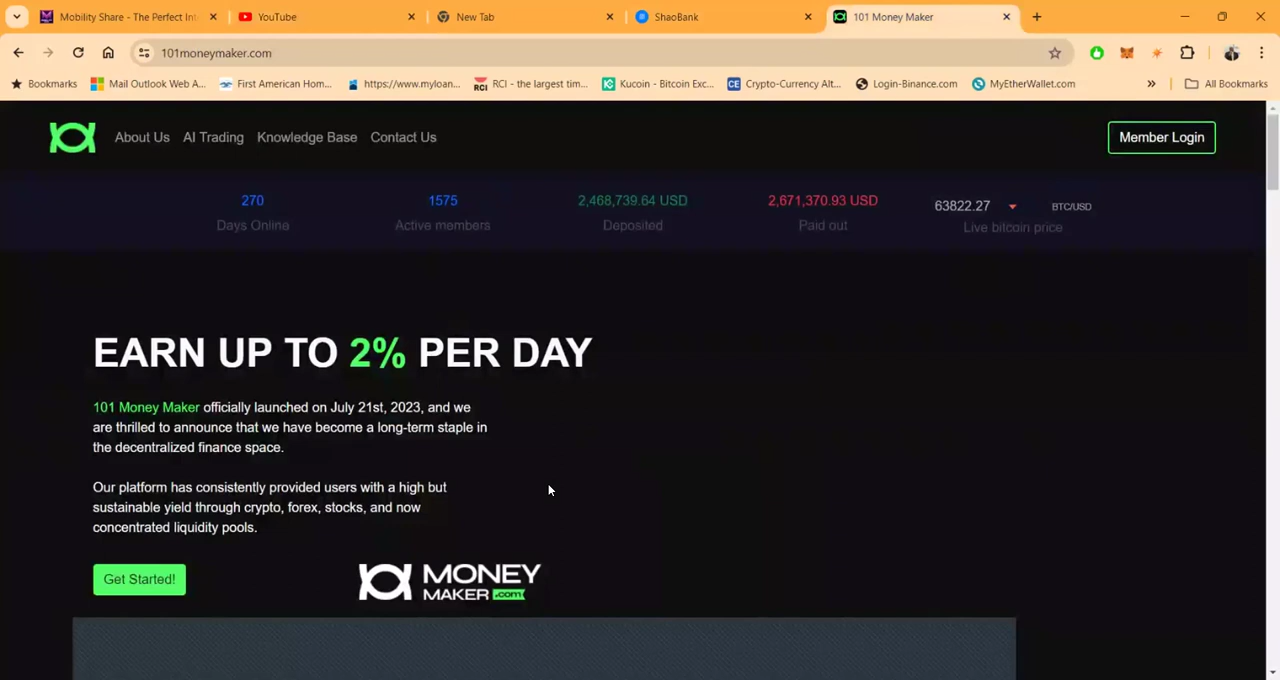 Mobility Share - The Perfect Int
YouTube
New Tab
ShaoBank
101 Money Maker
101moneymaker.com
Bookmarks
Mail Outlook Web A...
First American Hom...
https://www.myloan...
RCI - the largest tim...
Kucoin - Bitcoin Exc...
Crypto-Currency Alt...
Login-Binance.com
MyEtherWallet.com
All Bookmarks
About Us
AI Trading
Knowledge Base
Contact Us
Member Login
270
1575
2,468,739.64 USD
2,671,370.93 USD
63822.27
BTC/USD
Days Online
Active members
Deposited
Paid out
Live bitcoin price
EARN UP TO 2% PER DAY
101 Money Maker officially launched on July 21st, 2023, and we
are thrilled to announce that we have become a long-term staple in
the decentralized finance space.
Our platform has consistently provided users with a high but
sustainable yield through crypto, forex, stocks, and now
concentrated liquidity pools.
Get Started!
101 MONEY
MAKER .com